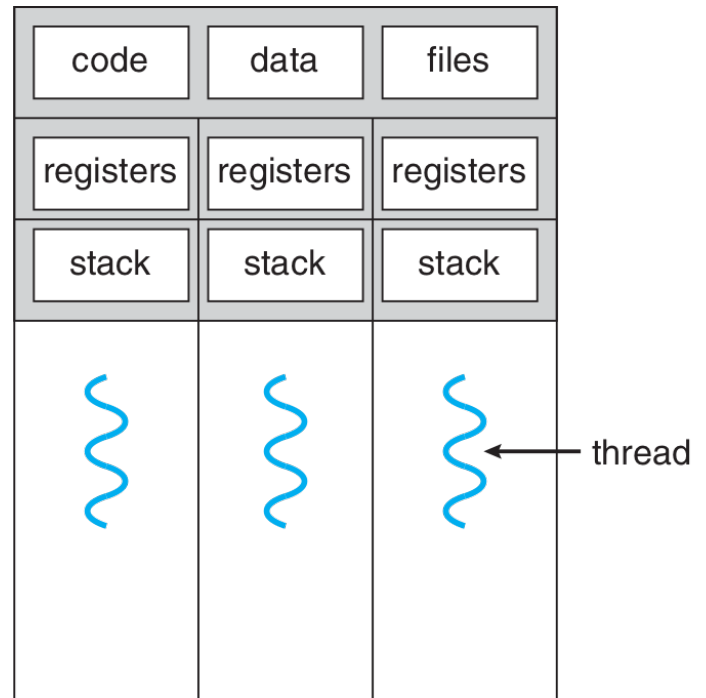 code data files
registers registers registers
stack stack stack
thread